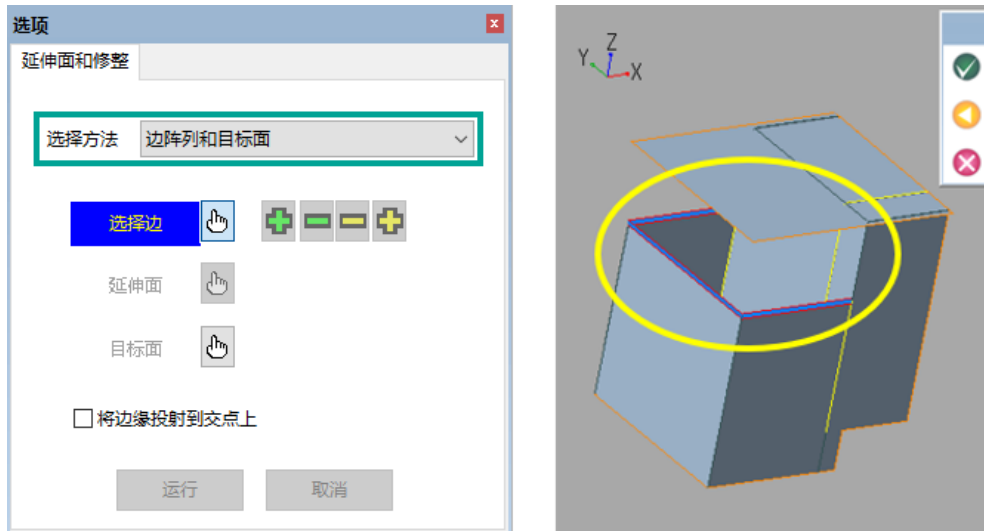 选项
延伸面和修整
选择方法 边阵列和目标面
选择边
延伸面
目标面
将边缘投射到交点上
运行 取消
Z
Y
X